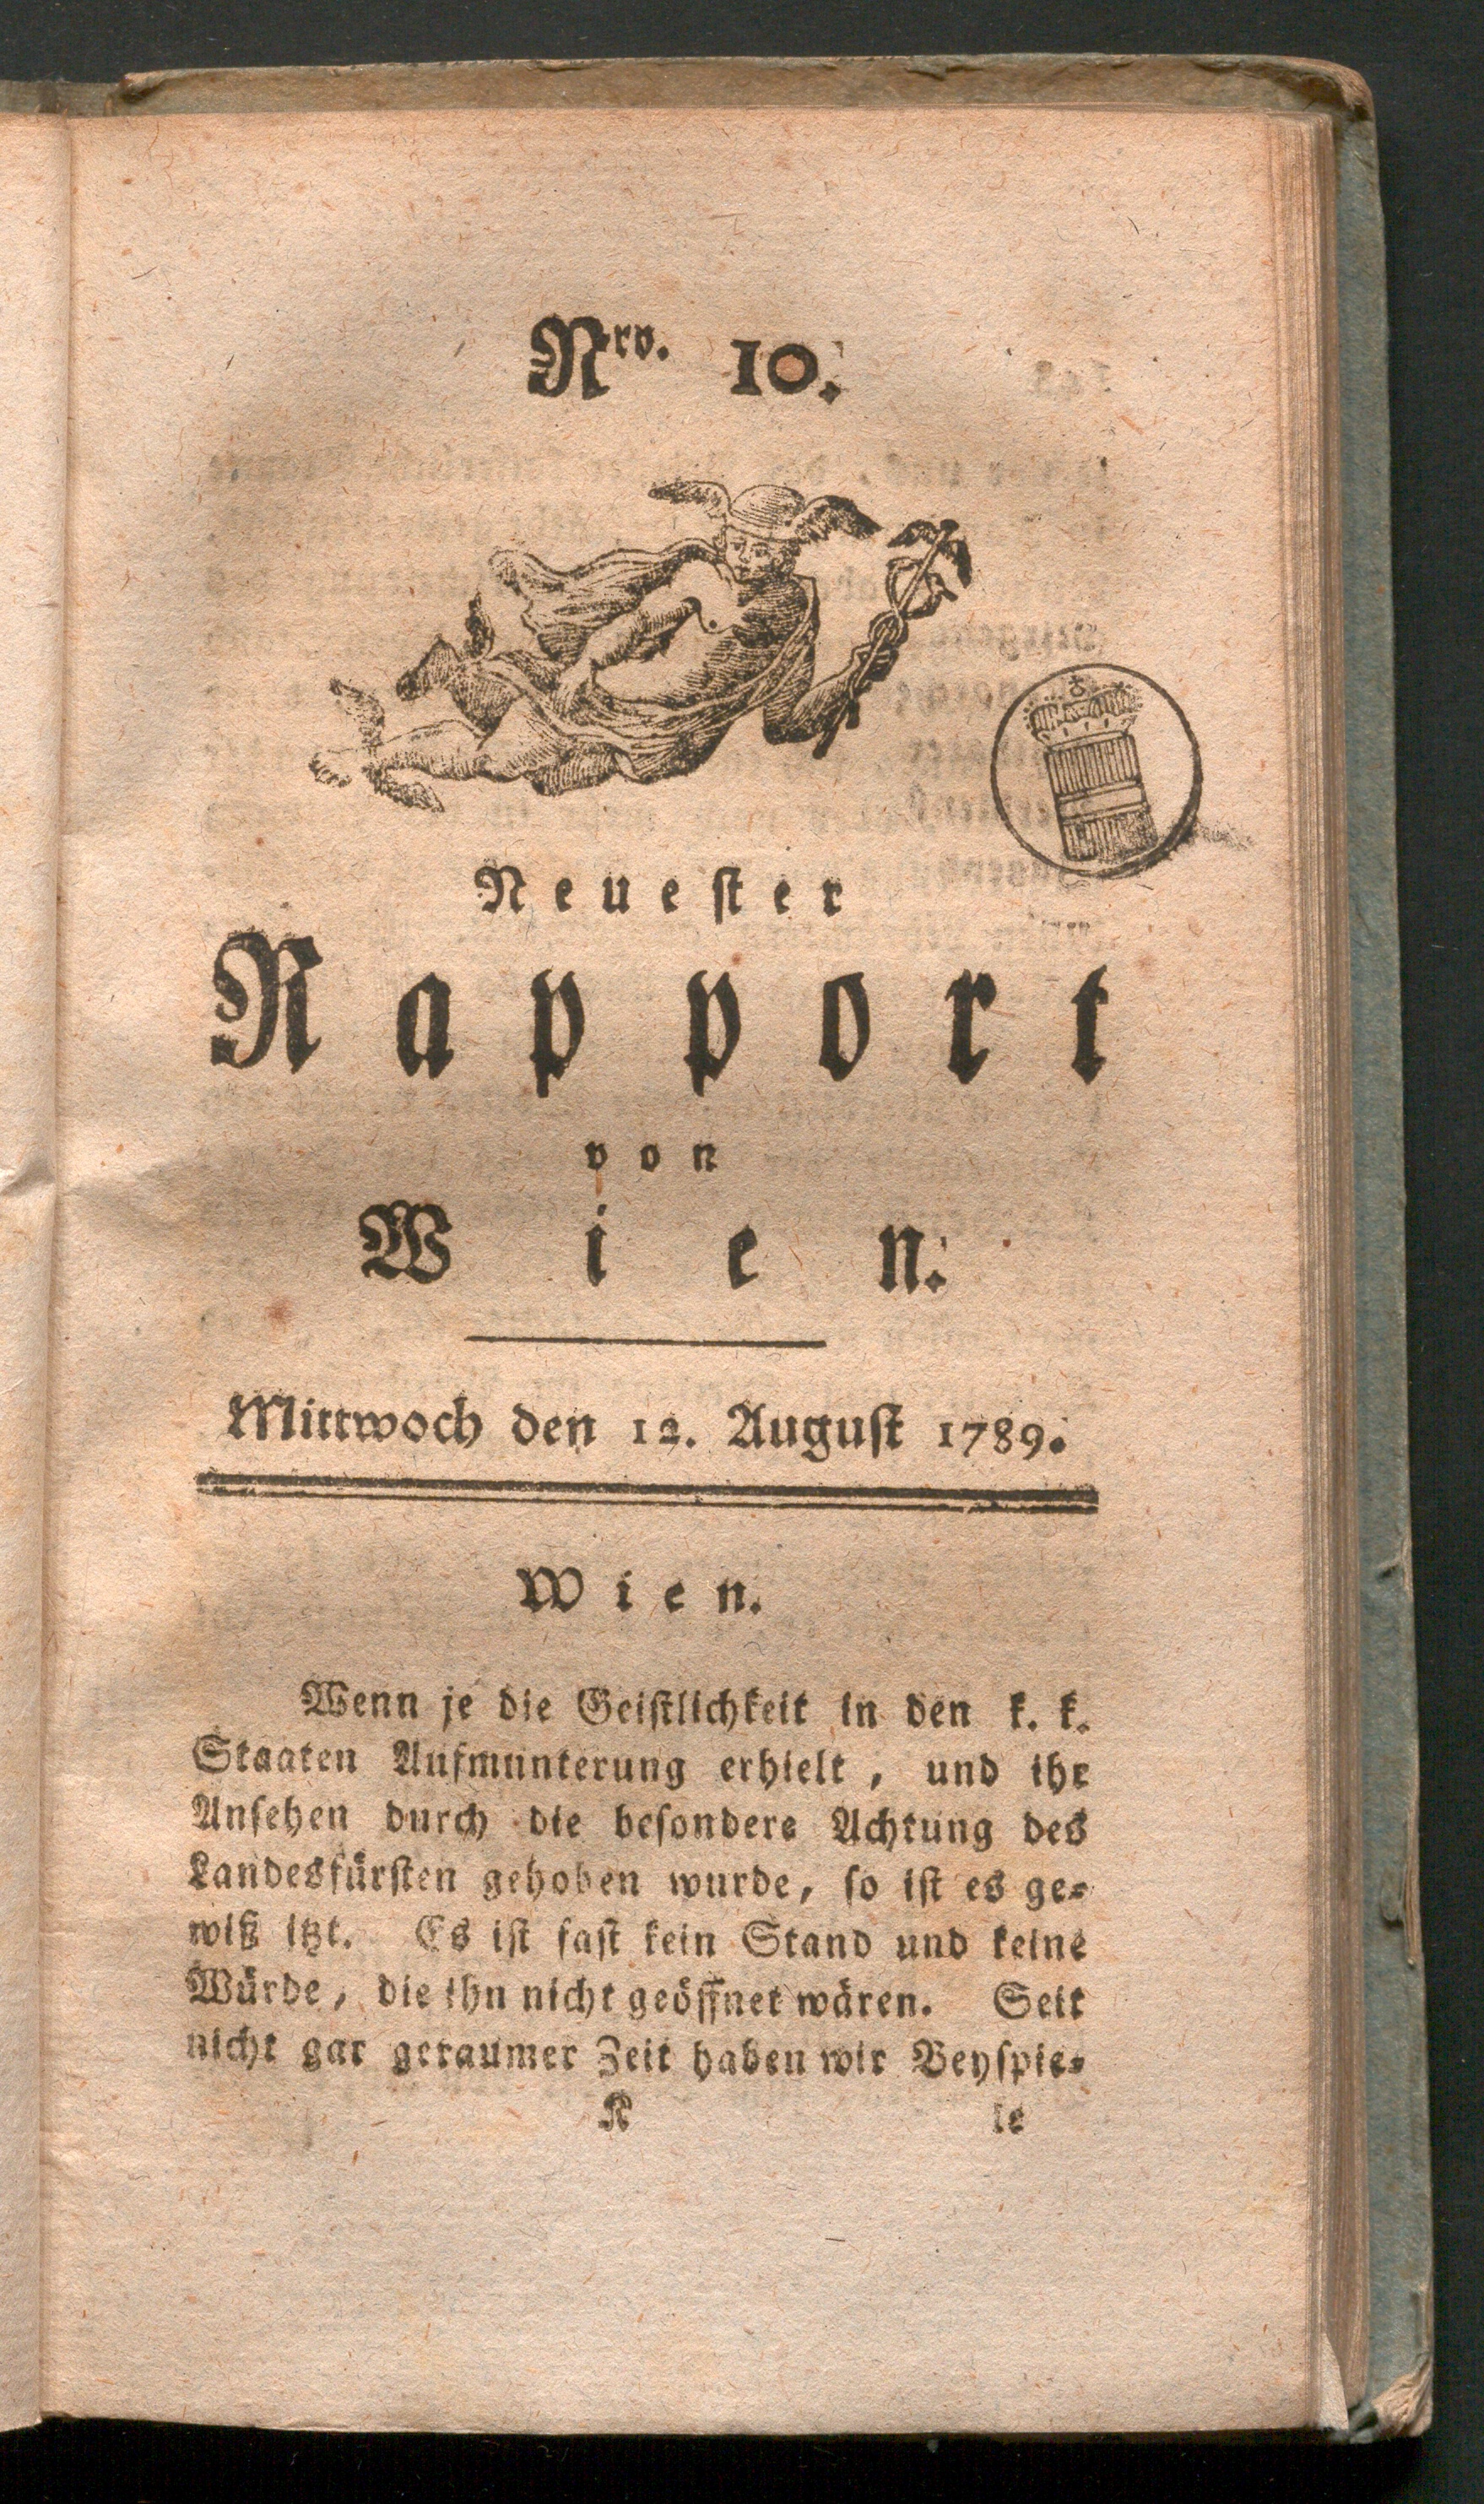 Nro. 10.
Neuester
Rapport
von
Wien.
Mittwoch den 12. August 1789.
Wien.
Wenn je die Geistlichkeit in den k. k.
Staaten Aufmunterung erhielt, und ihr
Ansehen durch die besondere Achtung des
Landesfürsten gehoben wurde, so ist es ge-
wiß itzt. Es ist fast kein Stand und keine
Würde, die ihn nicht geöffnet wären. Seit
nicht gar geraumer Zeit haben wir Beyspie-
K le